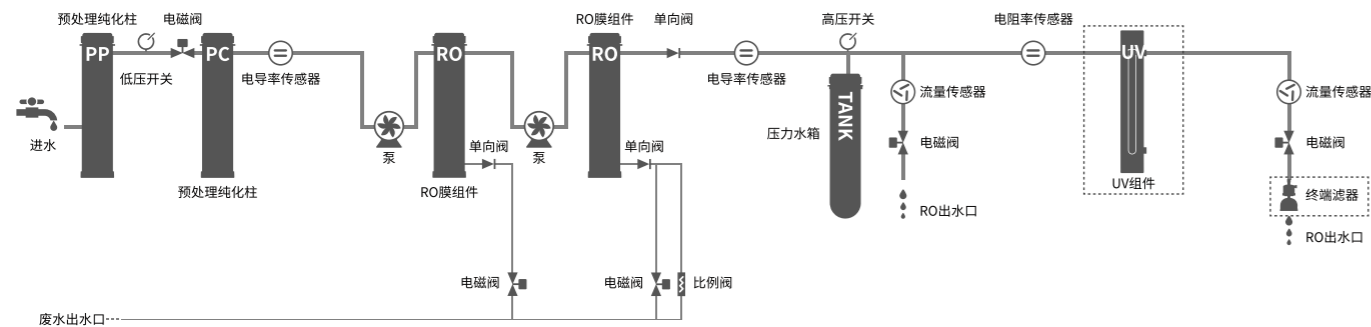 预处理纯化柱
电磁阀
RO膜组件
单向阀
高压开关
电阻率传感器
PP
PC
RO
RO
UV
低压开关
电导率传感器
电导率传感器
流量传感器
流量传感器
TANK
压力水箱
进水
泵
单向阀
泵
单向阀
电磁阀
电磁阀
预处理纯化柱
RO膜组件
UV组件
终端滤器
RO出水口
RO出水口
电磁阀
电磁阀
比例阀
废水出水口